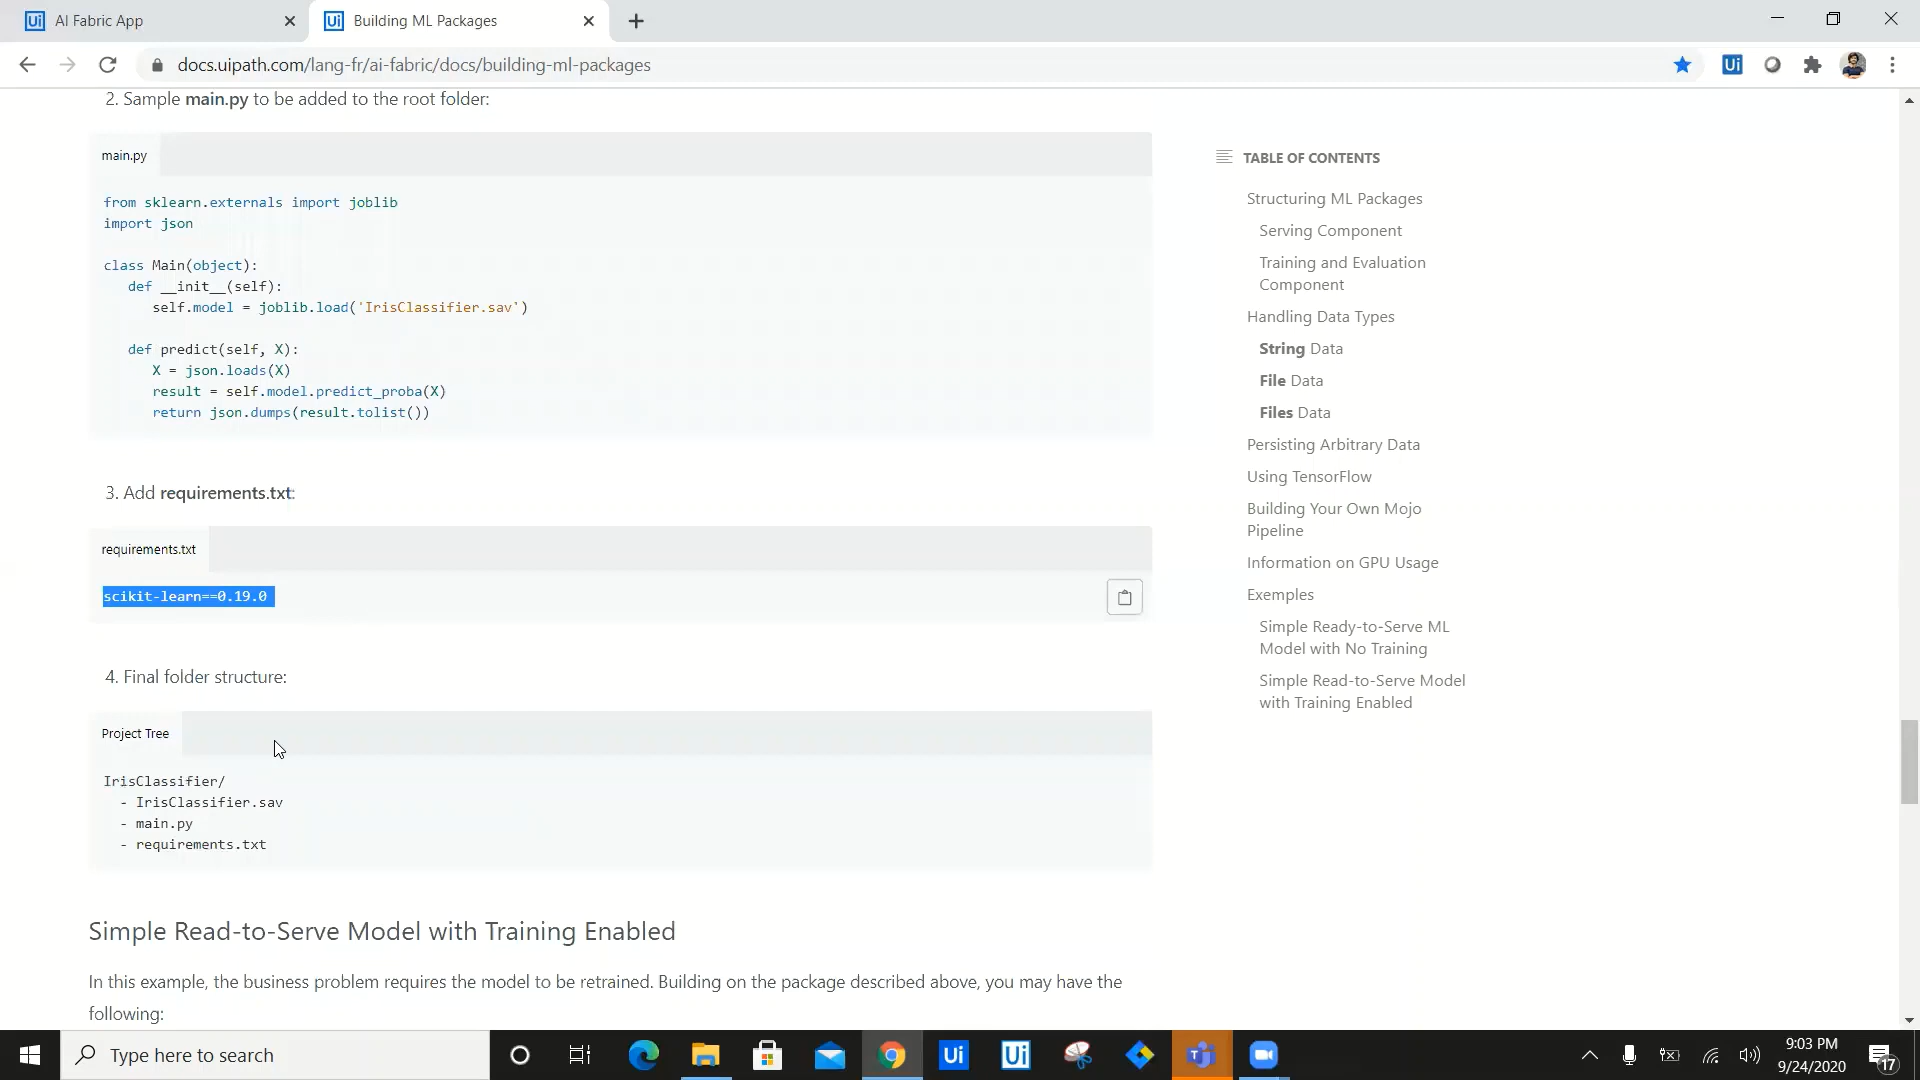 Ui AI Fabric App
Ui Building ML Packages
docs.uipath.com/lang-fr/ai-fabric/docs/building-ml-packages
Ui
2. Sample main.py to be added to the root folder:
main.py
from sklearn.externals import joblib
import json
class Main(object):
def __init__(self):
self.model = joblib.load('IrisClassifier.sav')
def predict(self, X):
X = json.loads(X)
result = self.model.predict_proba(X)
return json.dumps(result.tolist())
3. Add requirements.txt:
requirements.txt
scikit-learn==0.19.0
4. Final folder structure:
Project Tree
IrisClassifier/
- IrisClassifier.sav
- main.py
- requirements.txt
Simple Read-to-Serve Model with Training Enabled
In this example, the business problem requires the model to be retrained. Building on the package described above, you may have the
following:
TABLE OF CONTENTS
Structuring ML Packages
Serving Component
Training and Evaluation
Component
Handling Data Types
String Data
File Data
Files Data
Persisting Arbitrary Data
Using TensorFlow
Building Your Own Mojo
Pipeline
Information on GPU Usage
Examples
Simple Ready-to-Serve ML
Model with No Training
Simple Read-to-Serve Model
with Training Enabled
Type here to search
Ui
Ui
9:03 PM
9/24/2020
17